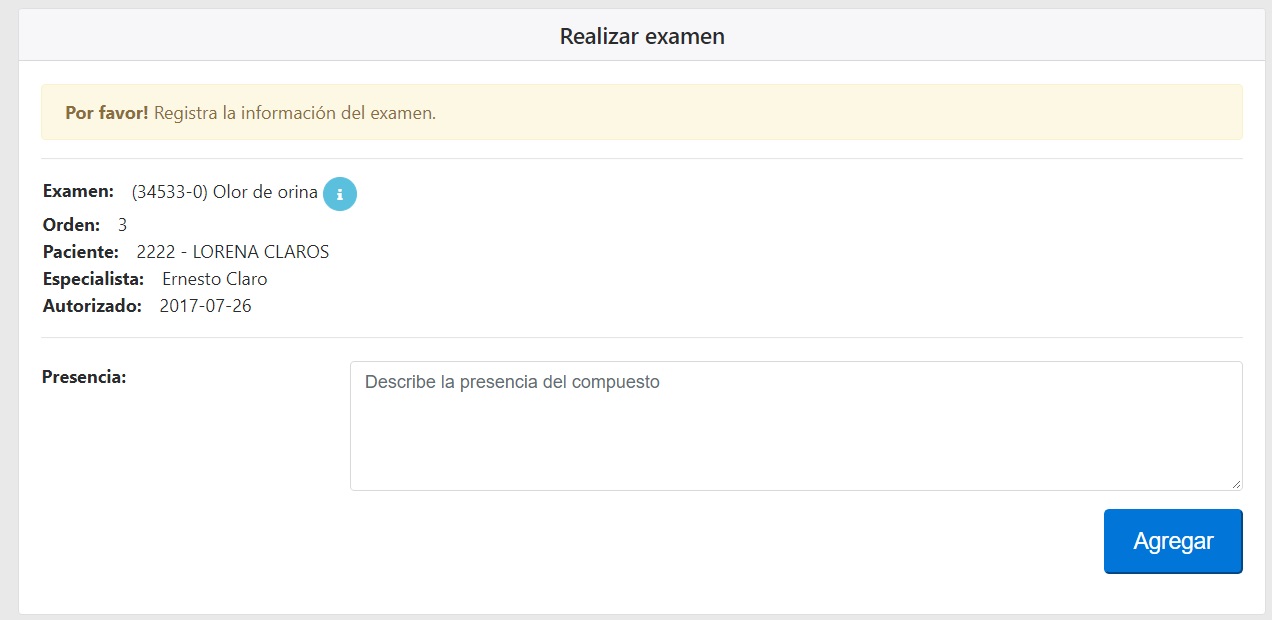 Realizar examen
Por favor! Registra la información del examen.
Examen: (34533-0) Olor de orina i
Orden: 3
Paciente: 2222 - LORENA CLAROS
Especialista: Ernesto Claro
Autorizado: 2017-07-26
Presencia: Describe la presencia del compuesto
Agregar